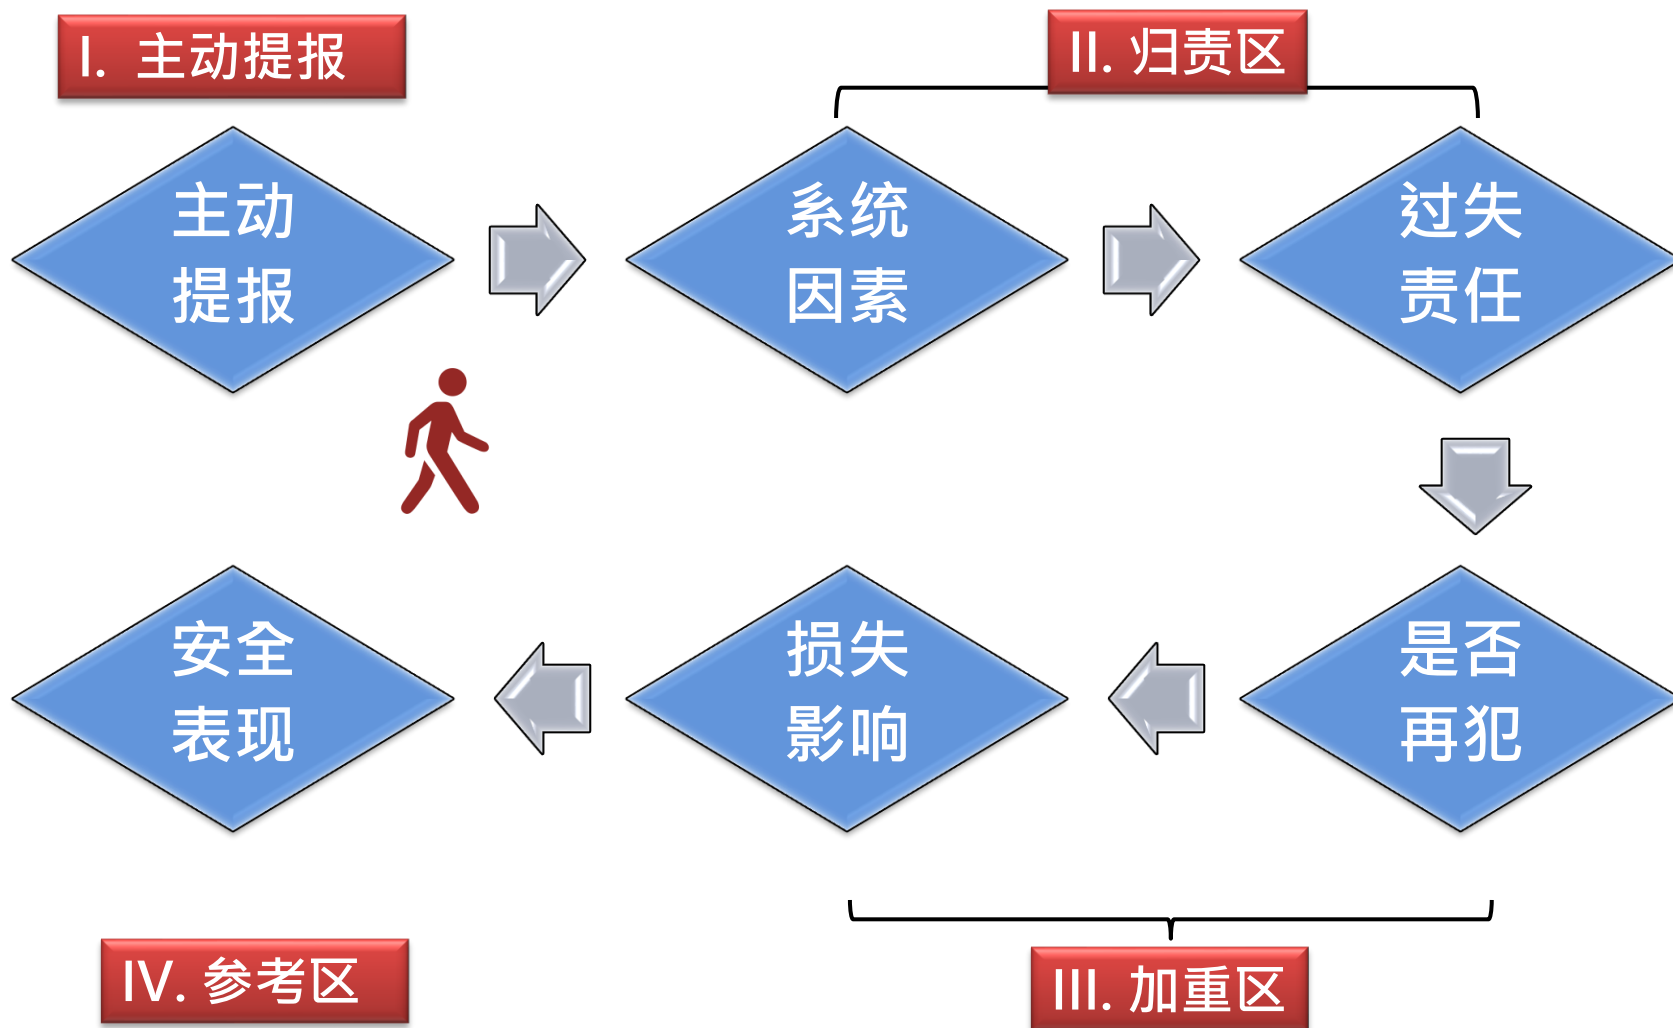 I. 主动提报
II. 归责区
主动
提报
系统
因素
过失
责任
安全
表现
损失
影响
是否
再犯
IV. 参考区
III. 加重区